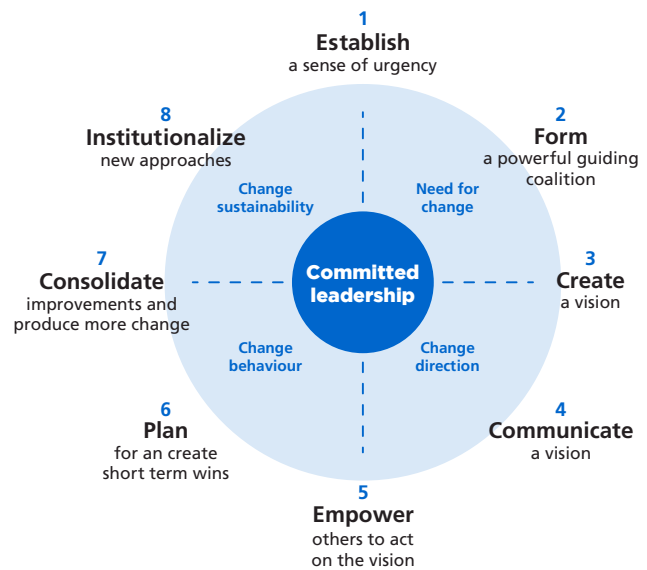 1
Establish
a sense of urgency
2
Form
a powerful guiding
coalition
3
Create
a vision
4
Communicate
a vision
5
Empower
others to act
on the vision
6
Plan
for an create
short term wins
7
Consolidate
improvements and
produce more change
8
Institutionalize
new approaches
Change
sustainability
Need for
change
Committed
leadership
Change
behaviour
Change
direction